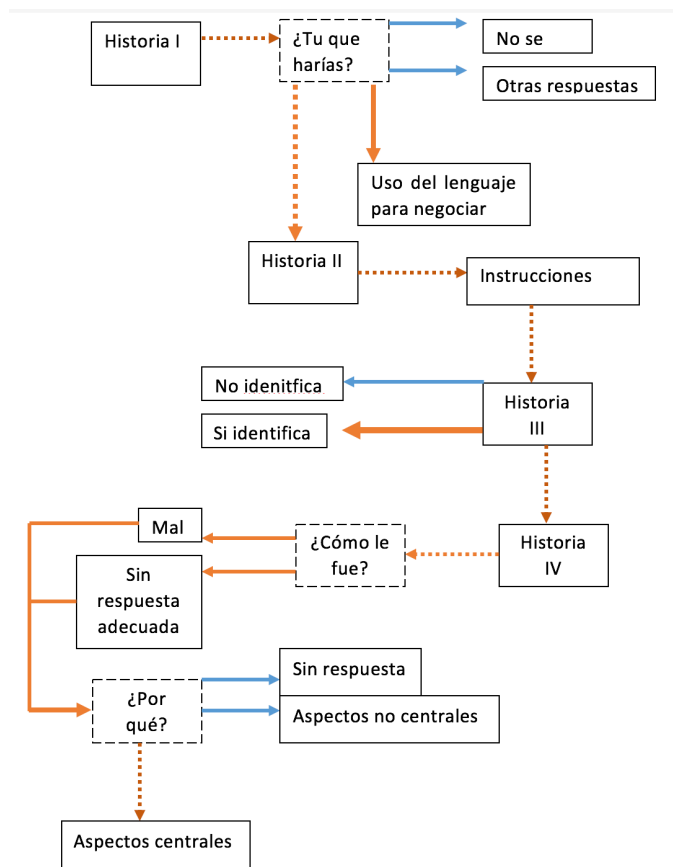 Historia I
¿Tu que
harías?
No se
Otras respuestas
Uso del lenguaje
para negociar
Historia II
Instrucciones
No idenitfica
Historia
III
Si identifica
Mal
¿Cómo le
fue?
Historia
IV
Sin
respuesta
adecuada
¿Por
qué?
Sin respuesta
Aspectos no centrales
Aspectos centrales